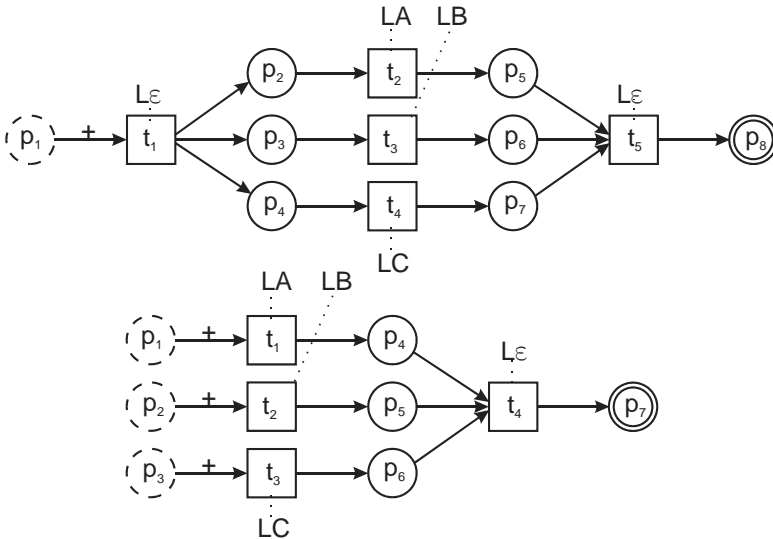 LA LB
p2 t2 p5
Lε Lε
p1 + t1 p3 t3 p6 t5 p8
p4 t4 p7
LC
LA LB
p1 + t1 p4
Lε
p2 + t2 p5 t4 p7
p3 + t3 p6
LC